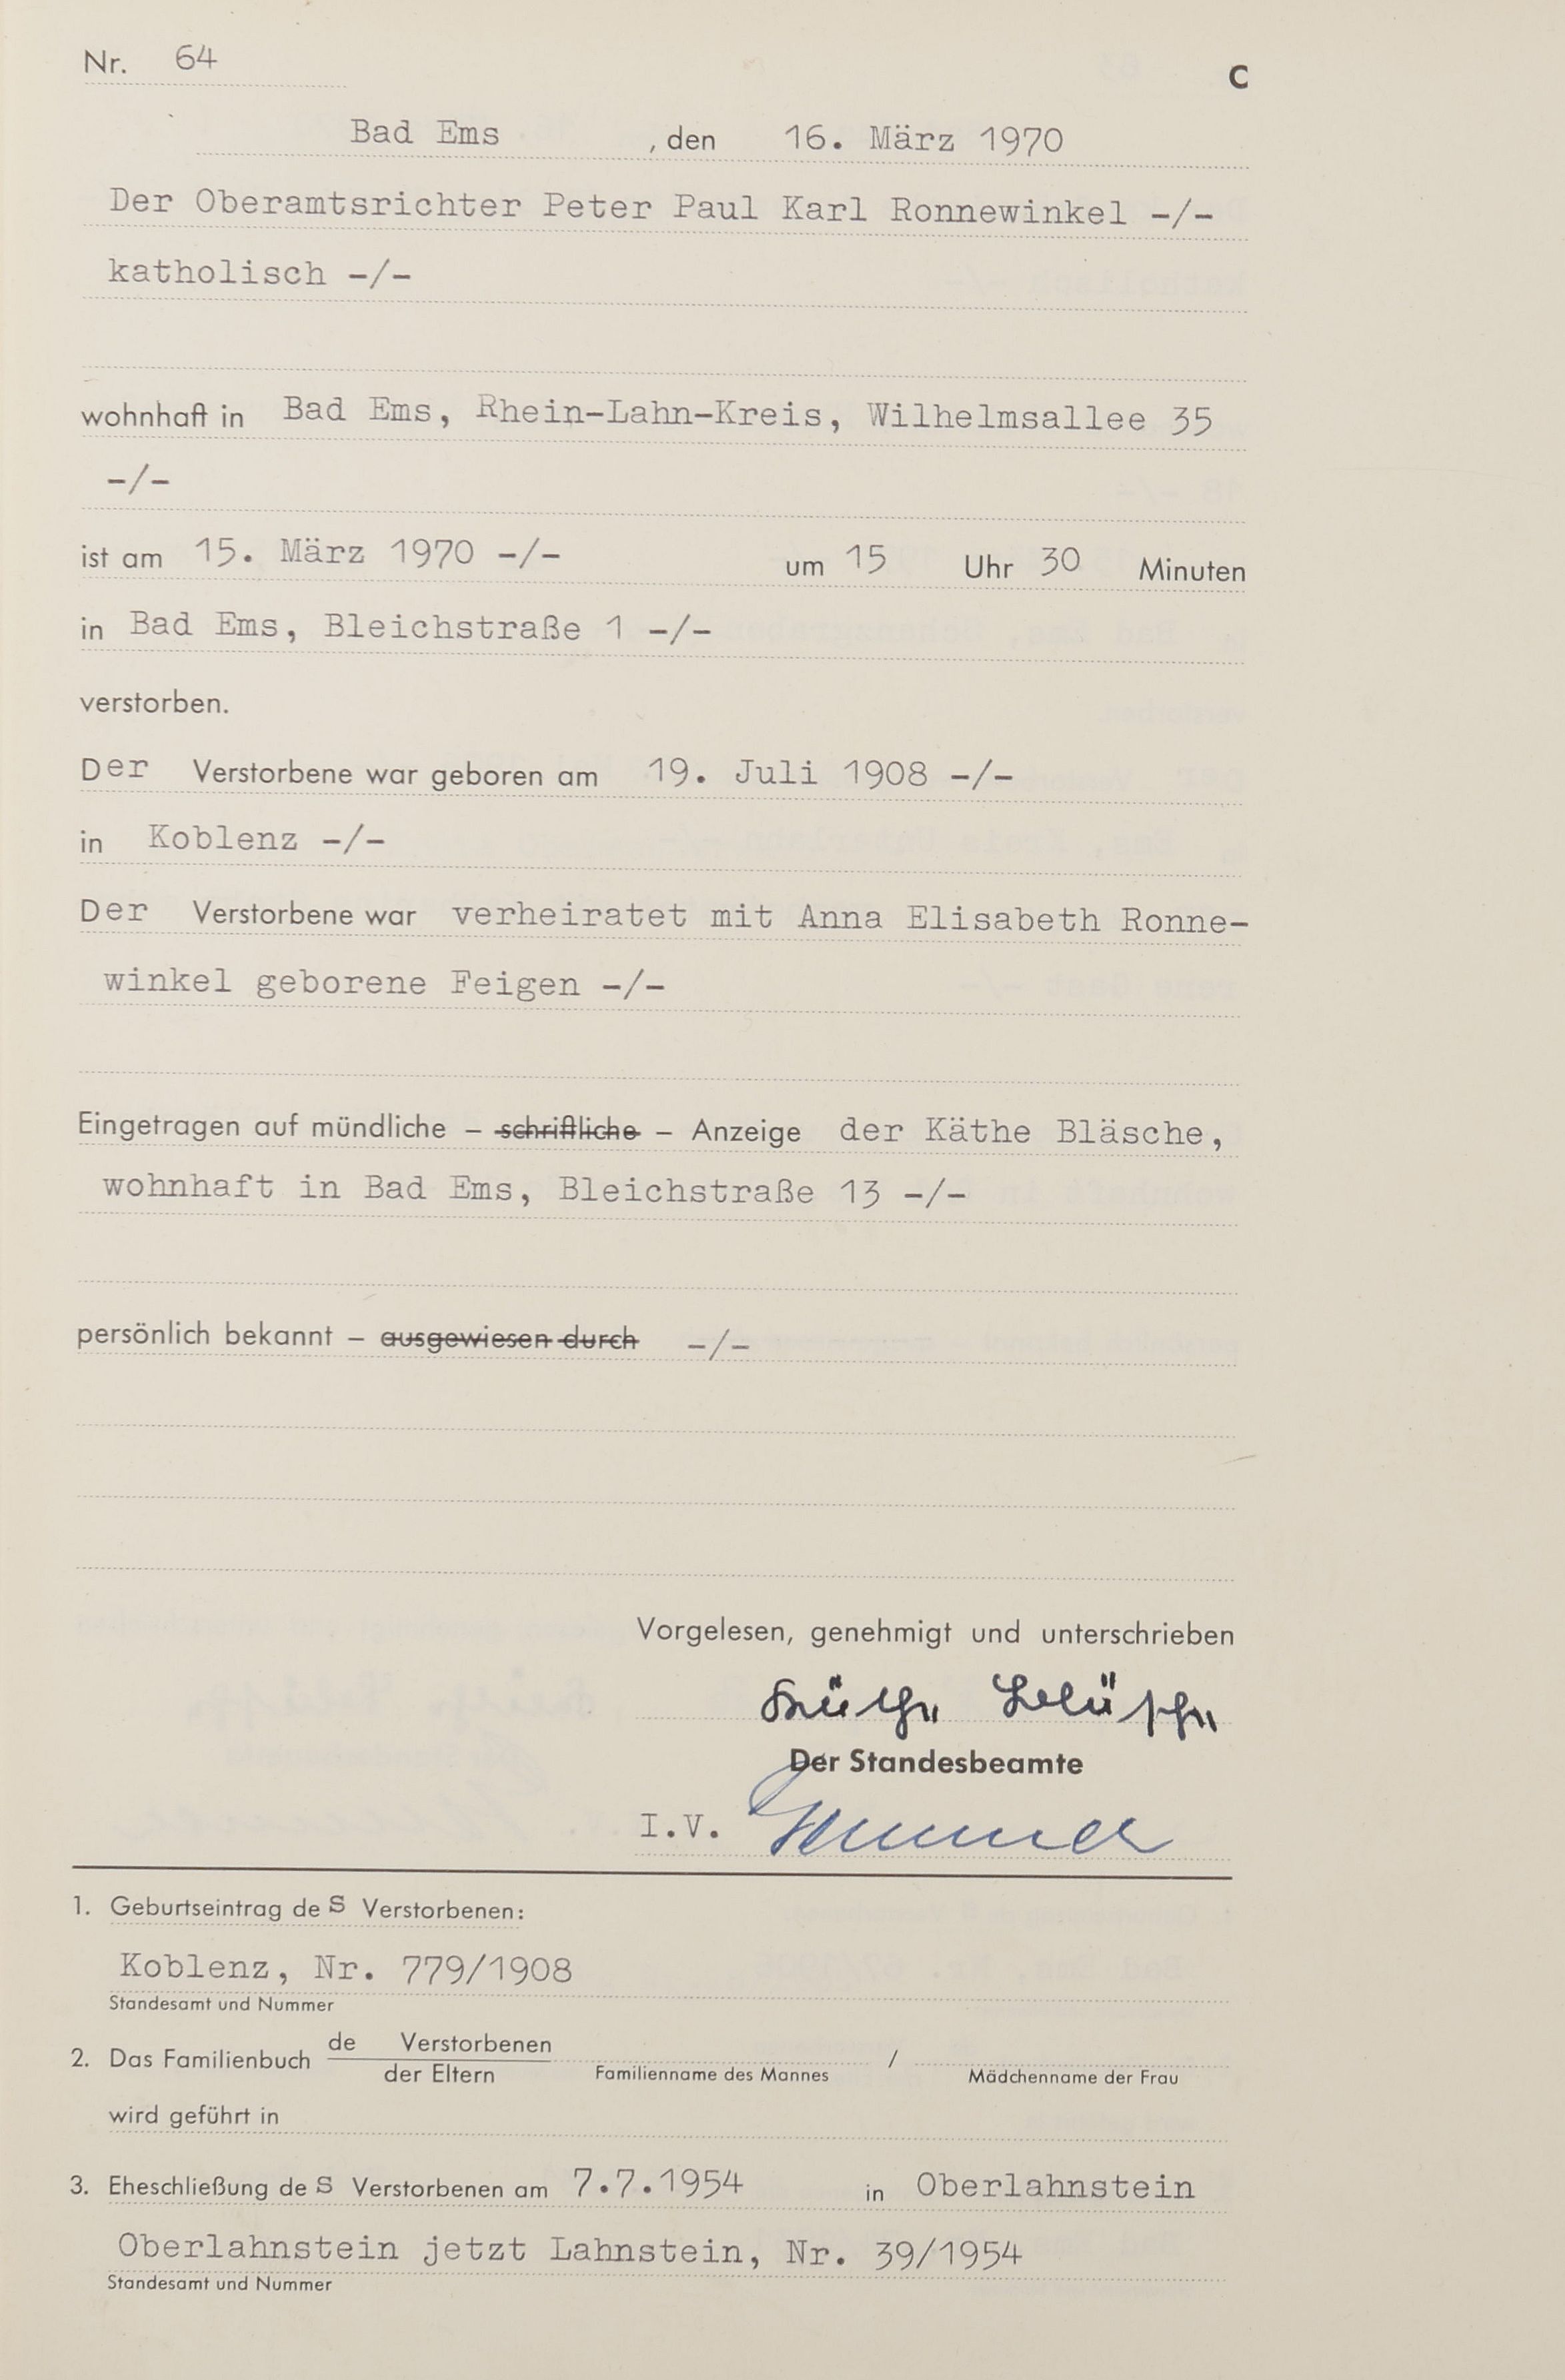 Nr. 64
C
Bad Ems , den 16. März 1970
Der Oberamtsrichter Peter Paul Karl Ronnewinkel -/-
katholisch -/-
wohnhaft in Bad Ems, Rhein-Lahn-Kreis, Wilhelmsallee 35
-/-
ist am 15. März 1970 -/- um 15 Uhr 30 Minuten
in Bad Ems, Bleichstraße 1 -/-
verstorben.
Der Verstorbene war geboren am 19. Juli 1908 -/-
in Koblenz -/-
Der Verstorbene war verheiratet mit Anna Elisabeth Ronne-
winkel geborene Feigen -/-
Eingetragen auf mündliche – schriftliche – Anzeige der Käthe Bläsche,
wohnhaft in Bad Ems, Bleichstraße 13 -/-
persönlich bekannt – ausgewiesen durch -/-
Vorgelesen, genehmigt und unterschrieben
Käthe Bläsche
Der Standesbeamte
I.V.
1. Geburtseintrag des Verstorbenen:
Koblenz, Nr. 779/1908
Standesamt und Nummer
2. Das Familienbuch de Verstorbenen
der Eltern
/
Familienname des Mannes Mädchenname der Frau
wird geführt in
3. Eheschließung des Verstorbenen am 7.7.1954 in Oberlahnstein
Oberlahnstein jetzt Lahnstein, Nr. 39/1954
Standesamt und Nummer